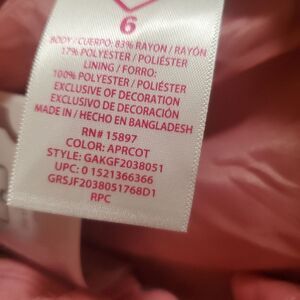 6
BODY / CUERPO: 83% RAYON / RAYÓN
17% POLYESTER / POLIÉSTER
LINING / FORRO:
100% POLYESTER / POLIÉSTER
EXCLUSIVE OF DECORATION
EXCLUSIVO DE DECORACIÓN
MADE IN / HECHO EN BANGLADESH
RN# 15897
COLOR: APRCOT
STYLE: GAKGF2038051
UPC: 0 1521366366
GRSJF2038051768D1
RPC